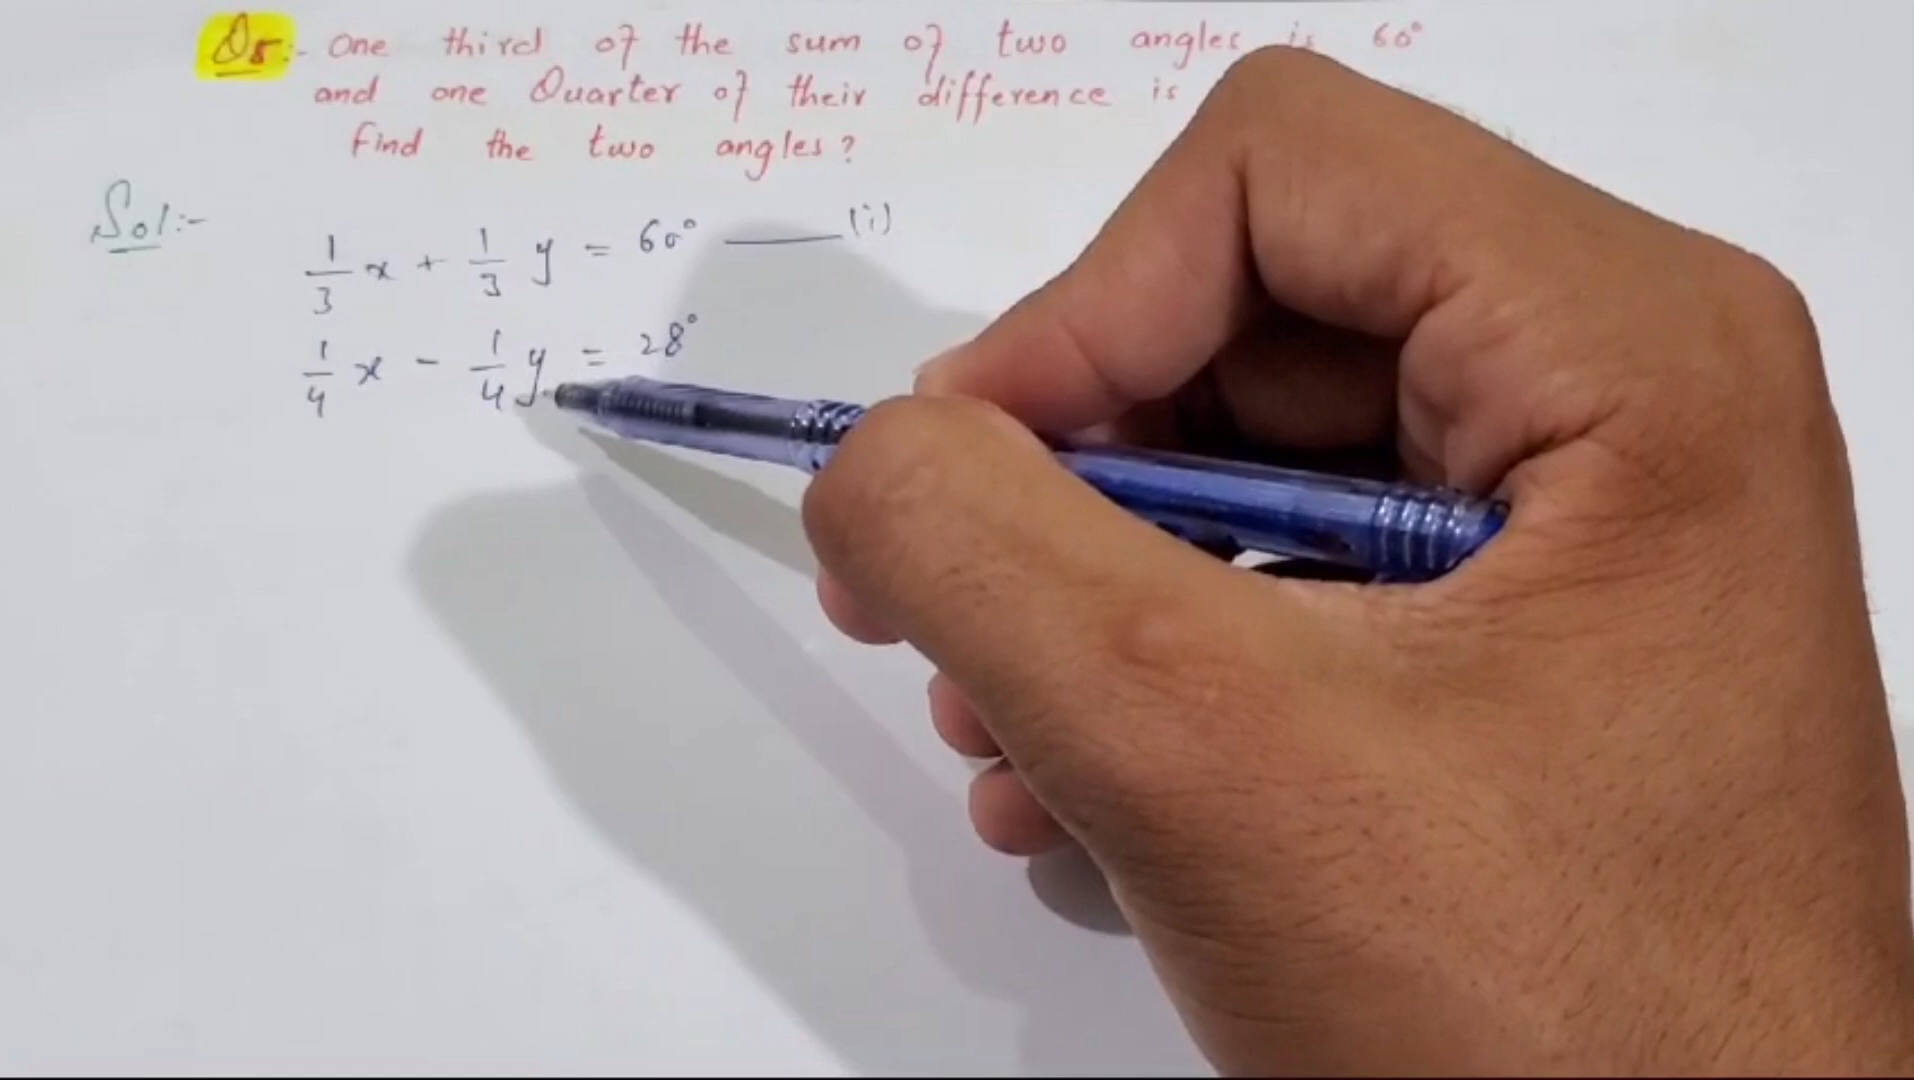 Q5:- One third of the sum of two angles is 60°
and one Quarter of their difference is
Find the two angles?
Sol:-
1/3 x + 1/3 y = 60° ——— (i)
1/4 x - 1/4 y = 28°